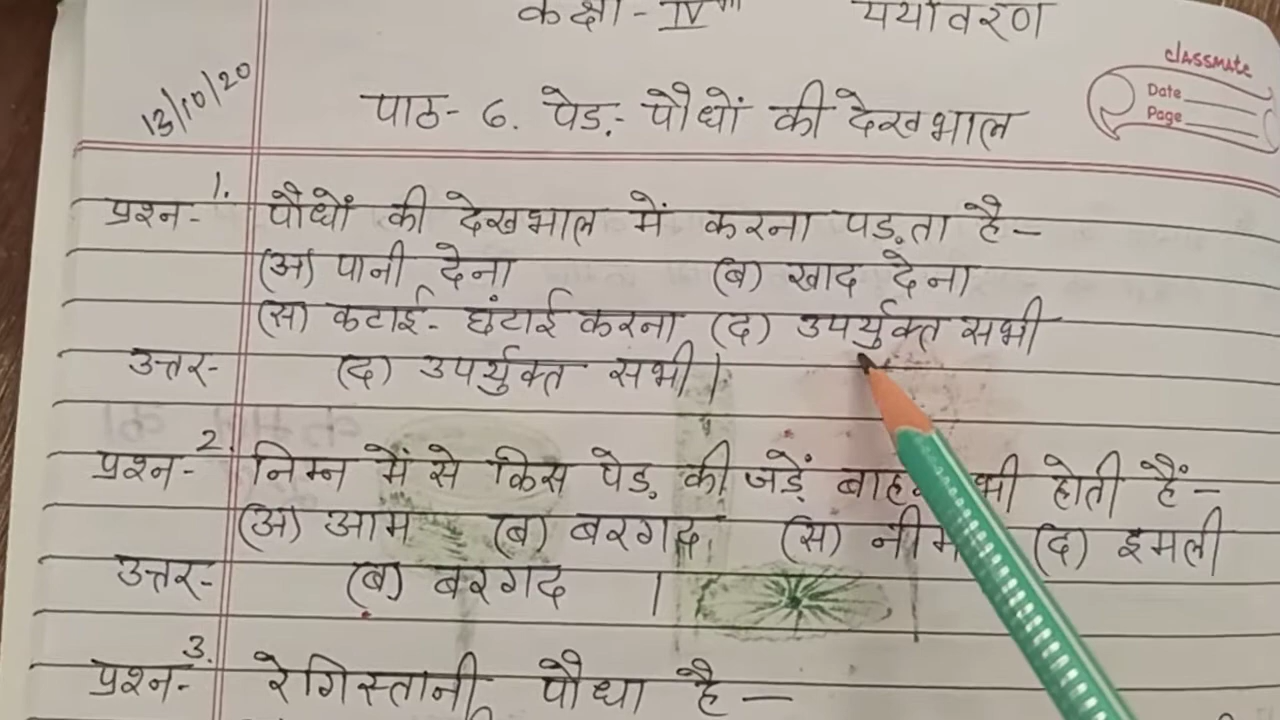 कक्षा - IV पर्यावरण
classmate
Date
Page
13/10/20
पाठ- 6. पेड़.- पौधों की देखभाल
प्रश्न-1. पौधों की देखभाल में करना पड़ता है-
(अ) पानी देना (ब) खाद देना
(स) कटाई- छंटाई करना (द) उपर्युक्त सभी
उत्तर- (द) उपर्युक्त सभी।
प्रश्न-2. निम्न में से किस पेड़ की जड़ें बाहर भी होती हैं-
(अ) आम (ब) बरगद (स) नीम (द) इमली
उत्तर- (ब) बरगद ।
प्रश्न-3. रेगिस्तानी पौधा है-